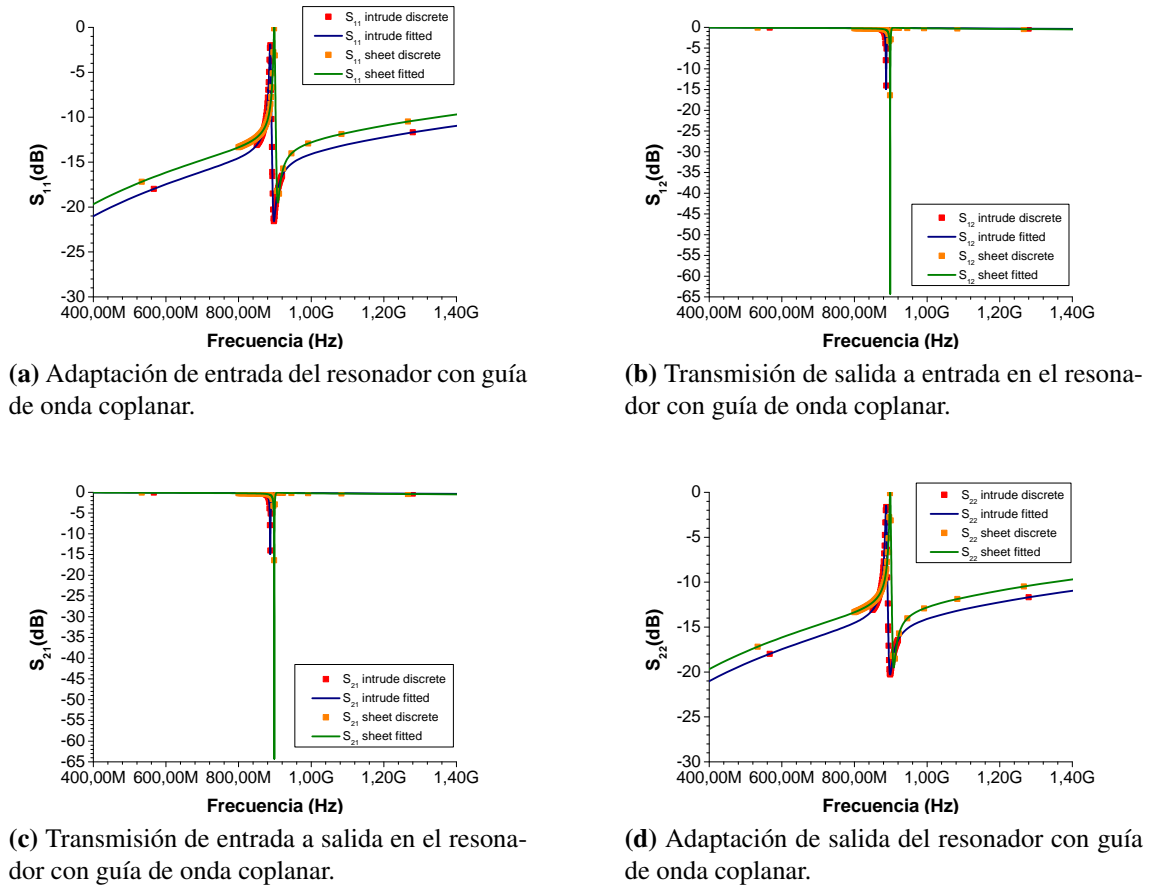 0
-5
-10
-15
-20
-25
-30
S11(dB)
400,00M 600,00M 800,00M 1,00G 1,20G 1,40G
Frecuencia (Hz)
S11 intrude discrete
S11 intrude fitted
S11 sheet discrete
S11 sheet fitted
(a) Adaptación de entrada del resonador con guía
de onda coplanar.
0
-5
-10
-15
-20
-25
-30
-35
-40
-45
-50
-55
-60
-65
S12(dB)
400,00M 600,00M 800,00M 1,00G 1,20G 1,40G
Frecuencia (Hz)
S12 intrude discrete
S12 intrude fitted
S12 sheet discrete
S12 sheet fitted
(b) Transmisión de salida a entrada en el resona-
dor con guía de onda coplanar.
0
-5
-10
-15
-20
-25
-30
-35
-40
-45
-50
-55
-60
-65
S21(dB)
400,00M 600,00M 800,00M 1,00G 1,20G 1,40G
Frecuencia (Hz)
S21 intrude discrete
S21 intrude fitted
S21 sheet discrete
S21 sheet fitted
(c) Transmisión de entrada a salida en el resona-
dor con guía de onda coplanar.
0
-5
-10
-15
-20
-25
-30
S22(dB)
400,00M 600,00M 800,00M 1,00G 1,20G 1,40G
Frecuencia (Hz)
S22 intrude discrete
S22 intrude fitted
S22 sheet discrete
S22 sheet fitted
(d) Adaptación de salida del resonador con guía
de onda coplanar.